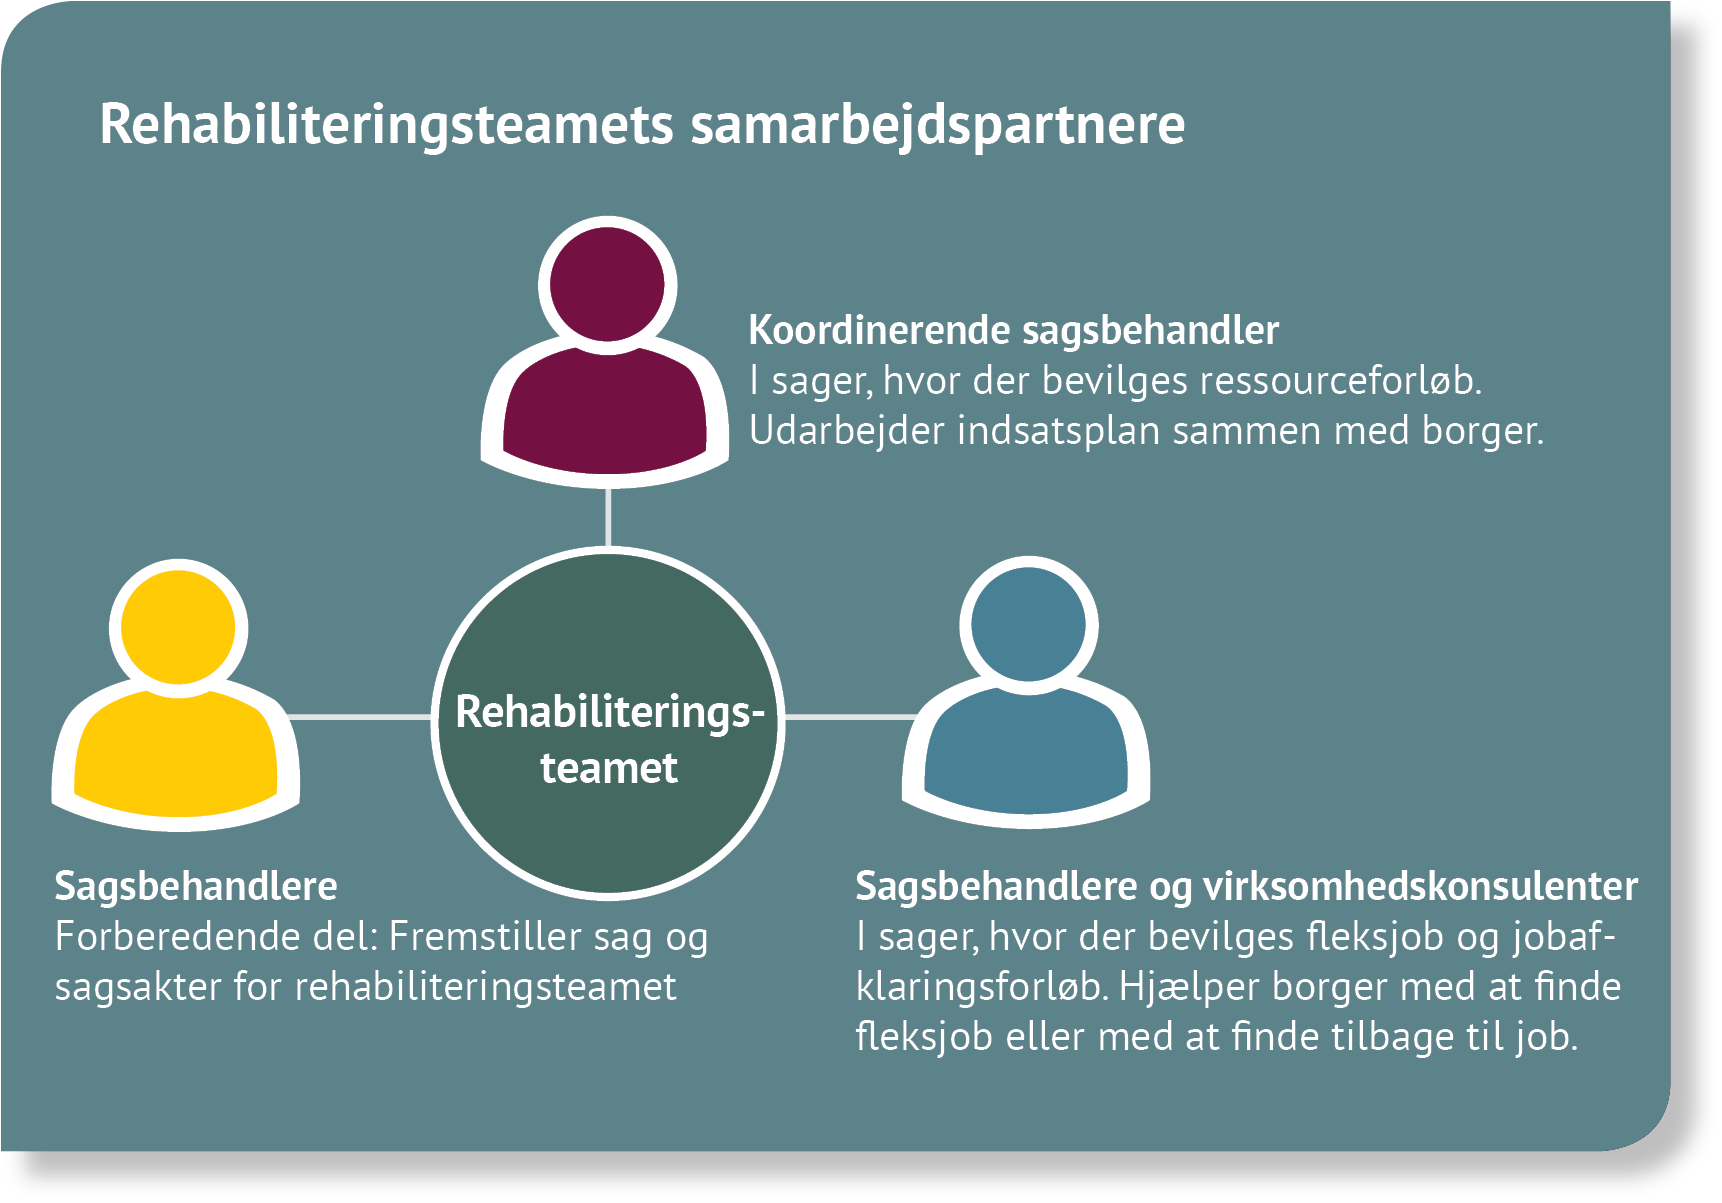 Rehabiliteringsteamets samarbejdspartnere
Koordinerende sagsbehandler
I sager, hvor der bevilges ressourceforløb.
Udarbejder indsatsplan sammen med borger.
Rehabiliterings-
teamet
Sagsbehandlere
Forberedende del: Fremstiller sag og
sagsakter for rehabiliteringsteamet
Sagsbehandlere og virksomhedskonsulenter
I sager, hvor der bevilges fleksjob og jobaf-
klaringsforløb. Hjælper borger med at finde
fleksjob eller med at finde tilbage til job.